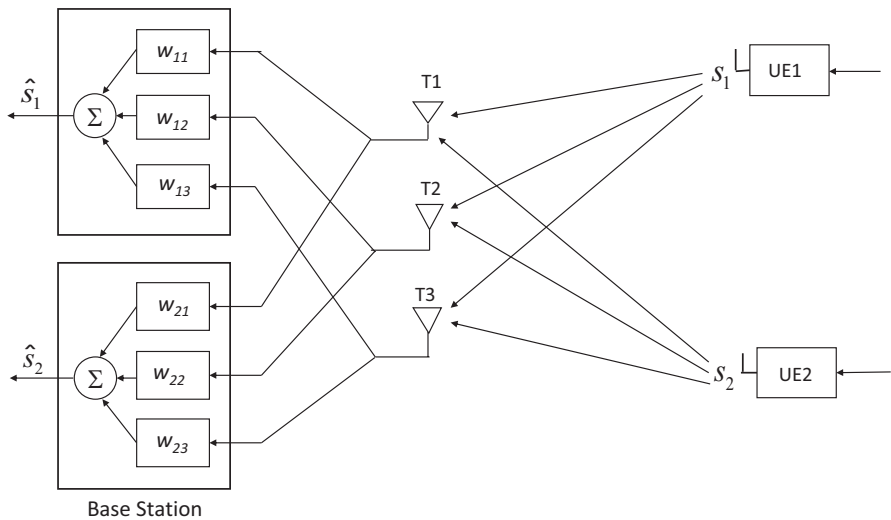 w₁₁
T1
s₁
UE1
ŝ₁
Σ
w₁₂
w₁₃
T2
w₂₁
T3
ŝ₂
Σ
w₂₂
s₂
UE2
w₂₃
Base Station